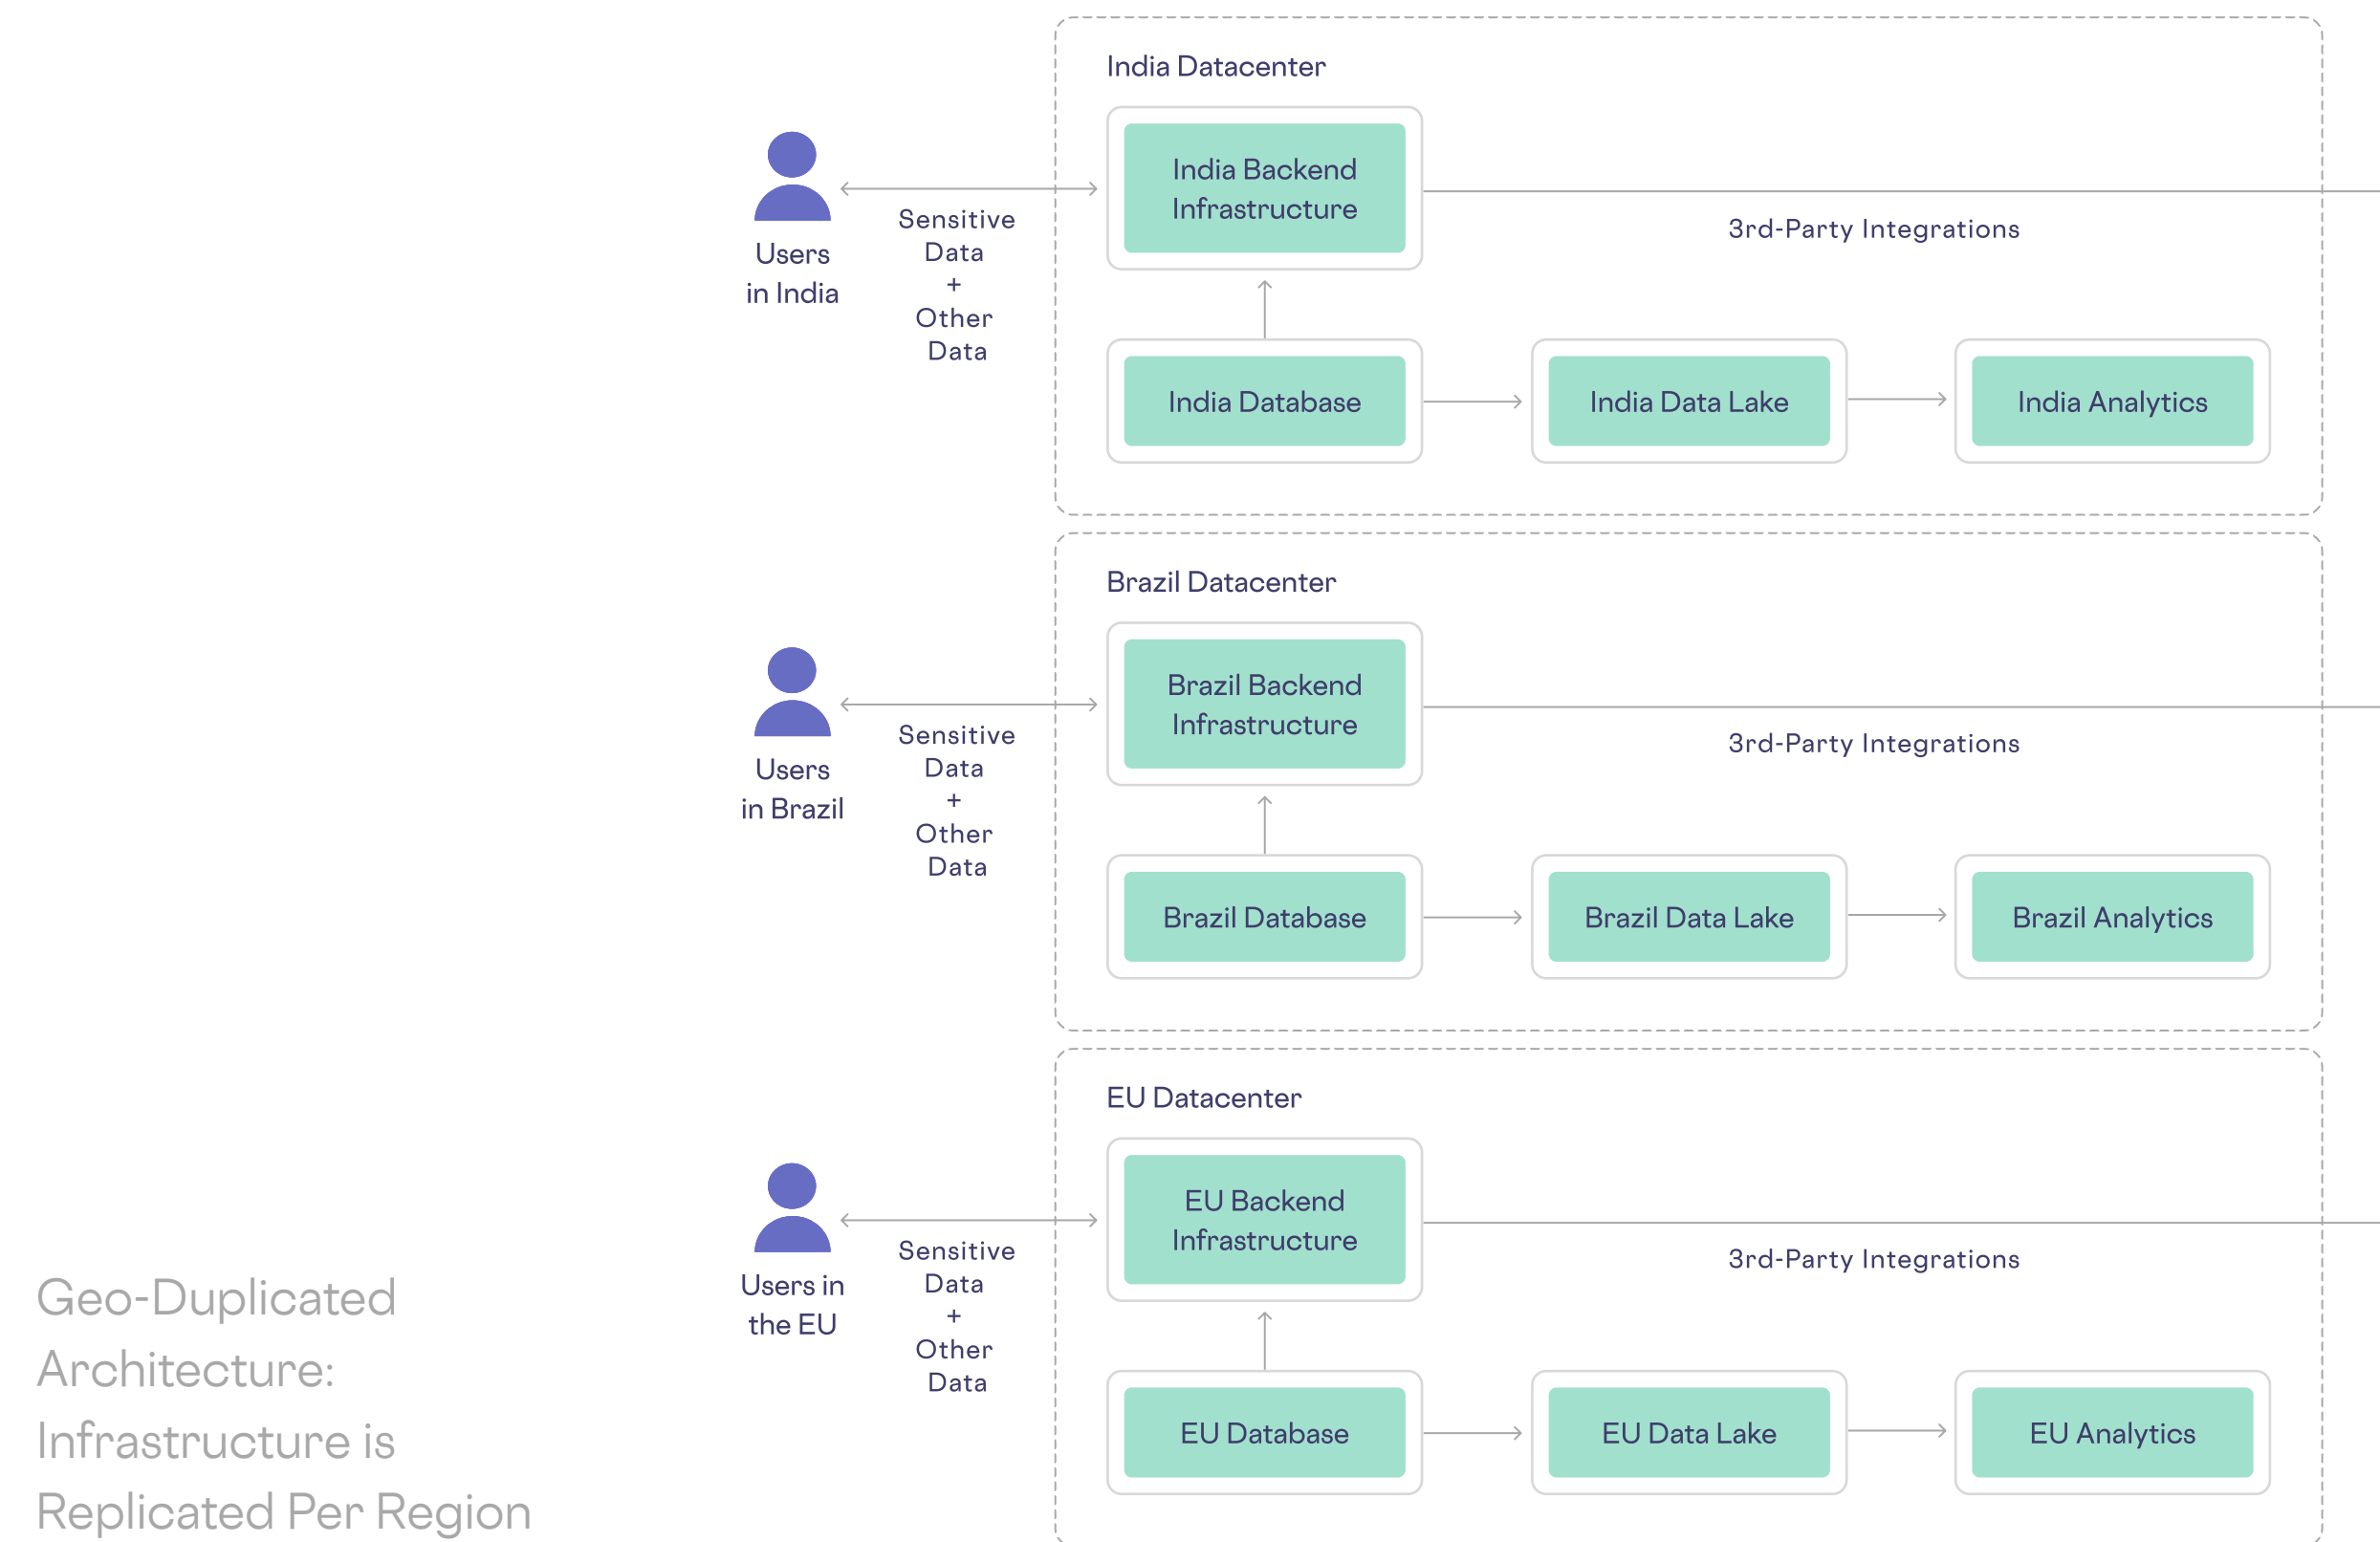 India Datacenter
Users
in India
Sensitive
Data
+
Other
Data
India Backend
Infrastructure
3rd-Party Integrations
India Database
India Data Lake
India Analytics
Brazil Datacenter
Users
in Brazil
Sensitive
Data
+
Other
Data
Brazil Backend
Infrastructure
3rd-Party Integrations
Brazil Database
Brazil Data Lake
Brazil Analytics
EU Datacenter
Users in
the EU
Sensitive
Data
+
Other
Data
EU Backend
Infrastructure
3rd-Party Integrations
EU Database
EU Data Lake
EU Analytics
Geo-Duplicated
Architecture:
Infrastructure is
Replicated Per Region